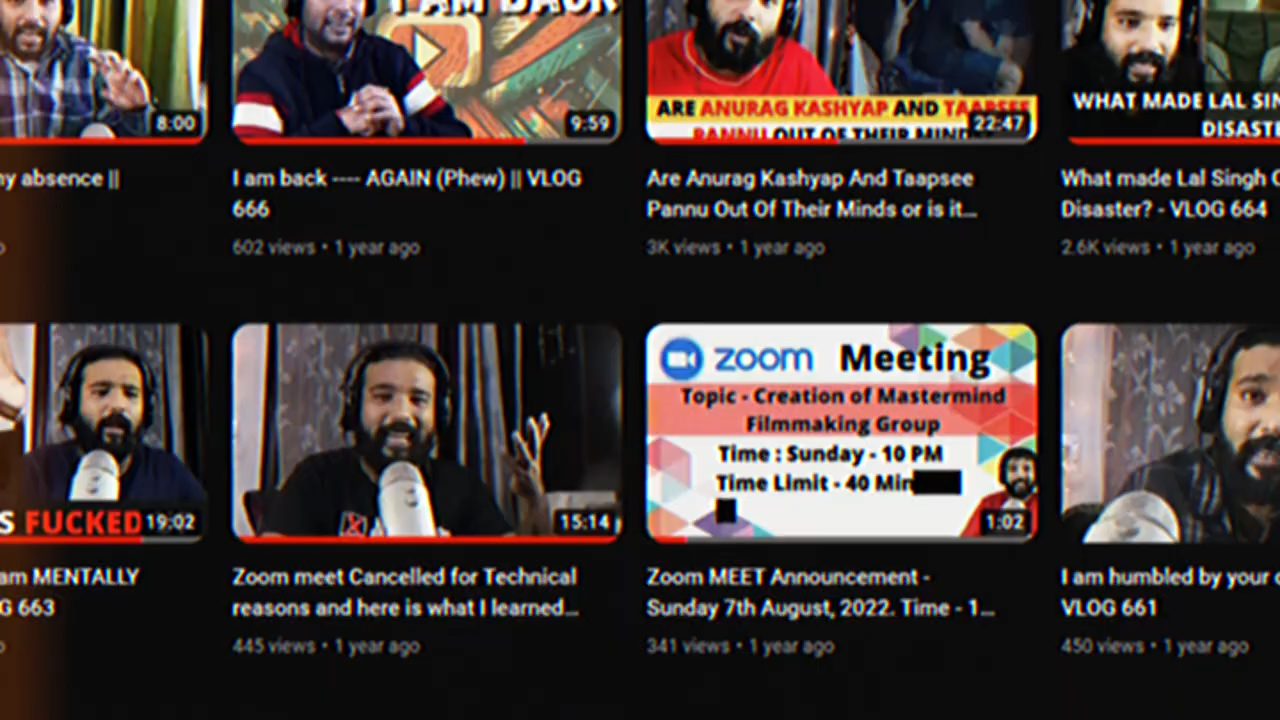 I AM BACK
8:00
9:59
ARE ANURAG KASHYAP AND TAAPSEE
PANNU OUT OF THEIR MINDS
22:47
WHAT MADE LAL
DISASTE
ny absence ||
I am back ---- AGAIN (Phew) || VLOG
666
602 views • 1 year ago
Are Anurag Kashyap And Taapsee
Pannu Out Of Their Minds or is it...
3K views • 1 year ago
What made Lal Singh C
Disaster? - VLOG 664
2.6K views • 1 year ago
S FUCKED
19:02
15:14
zoom Meeting
Topic - Creation of Mastermind
Filmmaking Group
Time : Sunday - 10 PM
Time Limit - 40 Min
1:02
am MENTALLY
G 663
Zoom meet Cancelled for Technical
reasons and here is what I learned...
445 views • 1 year ago
Zoom MEET Announcement -
Sunday 7th August, 2022. Time - 1...
341 views • 1 year ago
I am humbled by your
VLOG 661
450 views • 1 year ago